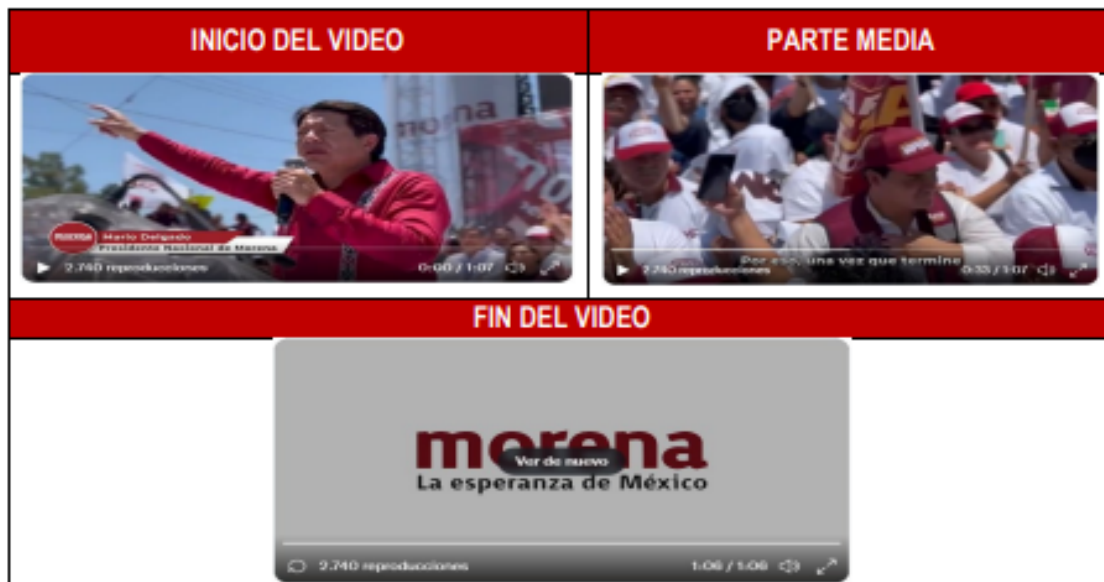 INICIO DEL VIDEO
PARTE MEDIA
morena
morena
Mario Delgado
Presidente Nacional de Morena
2.740 reproducciones
0:00 / 1:07
Por eso, una vez que termine
2.740 reproducciones
0:33 / 1:07
FIN DEL VIDEO
morena
Ver de nuevo
La esperanza de México
2.740 reproducciones
1:06 / 1:06